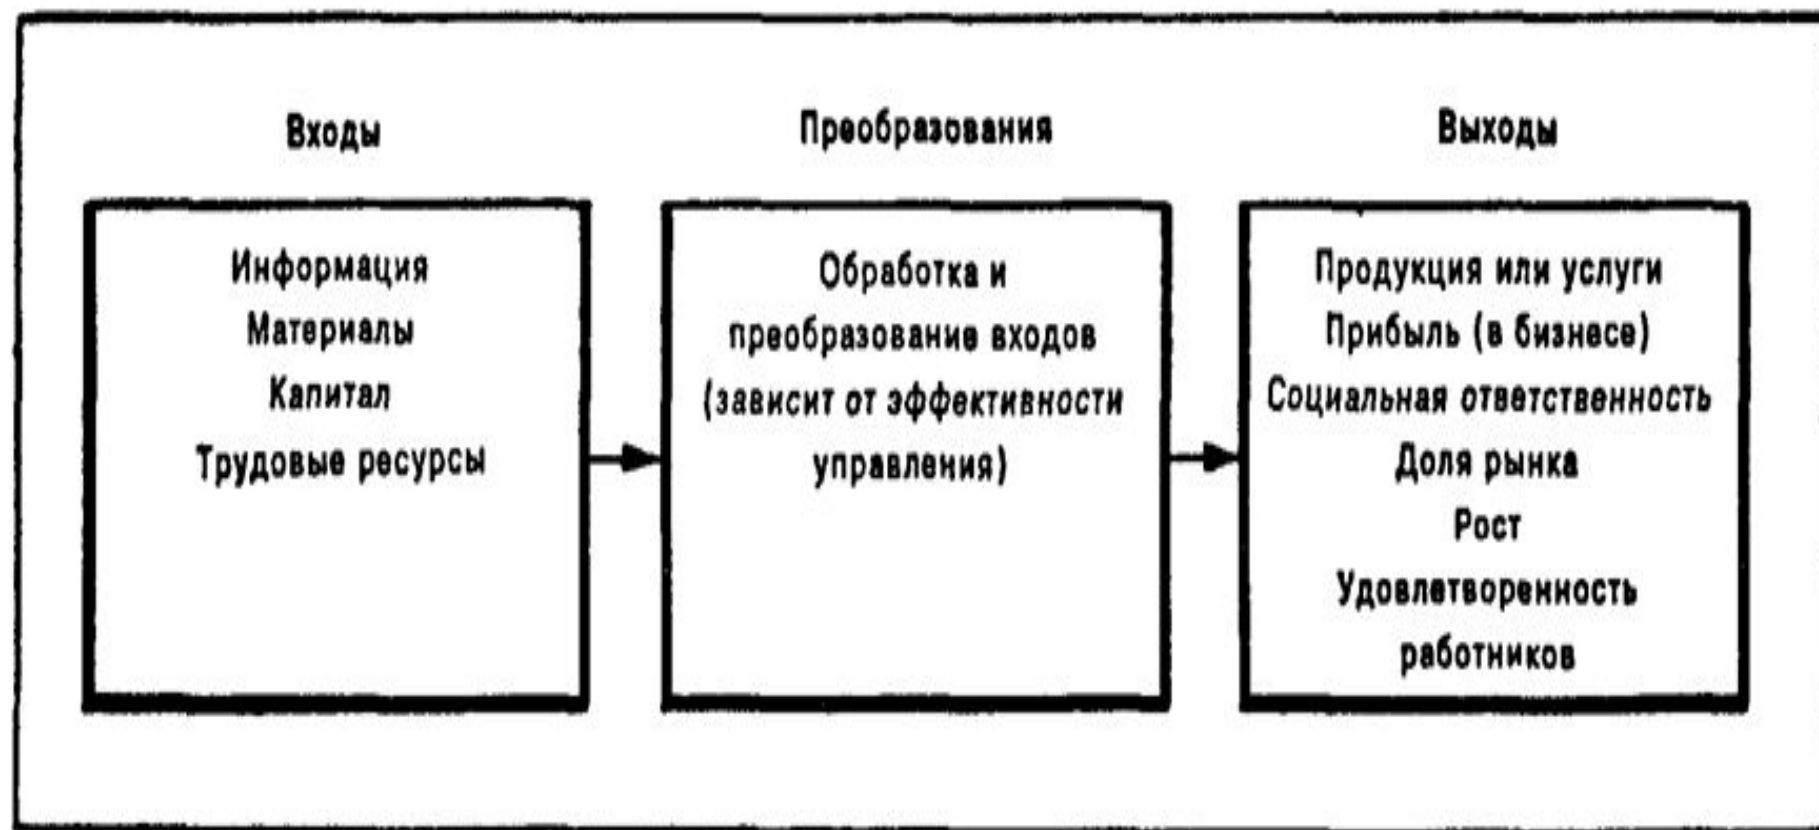 Входы
Преобразования
Выходы
Информация
Материалы
Капитал
Трудовые ресурсы
Обработка и
преобразование входов
(зависит от эффективности
управления)
Продукция или услуги
Прибыль (в бизнесе)
Социальная ответственность
Доля рынка
Рост
Удовлетворенность
работников